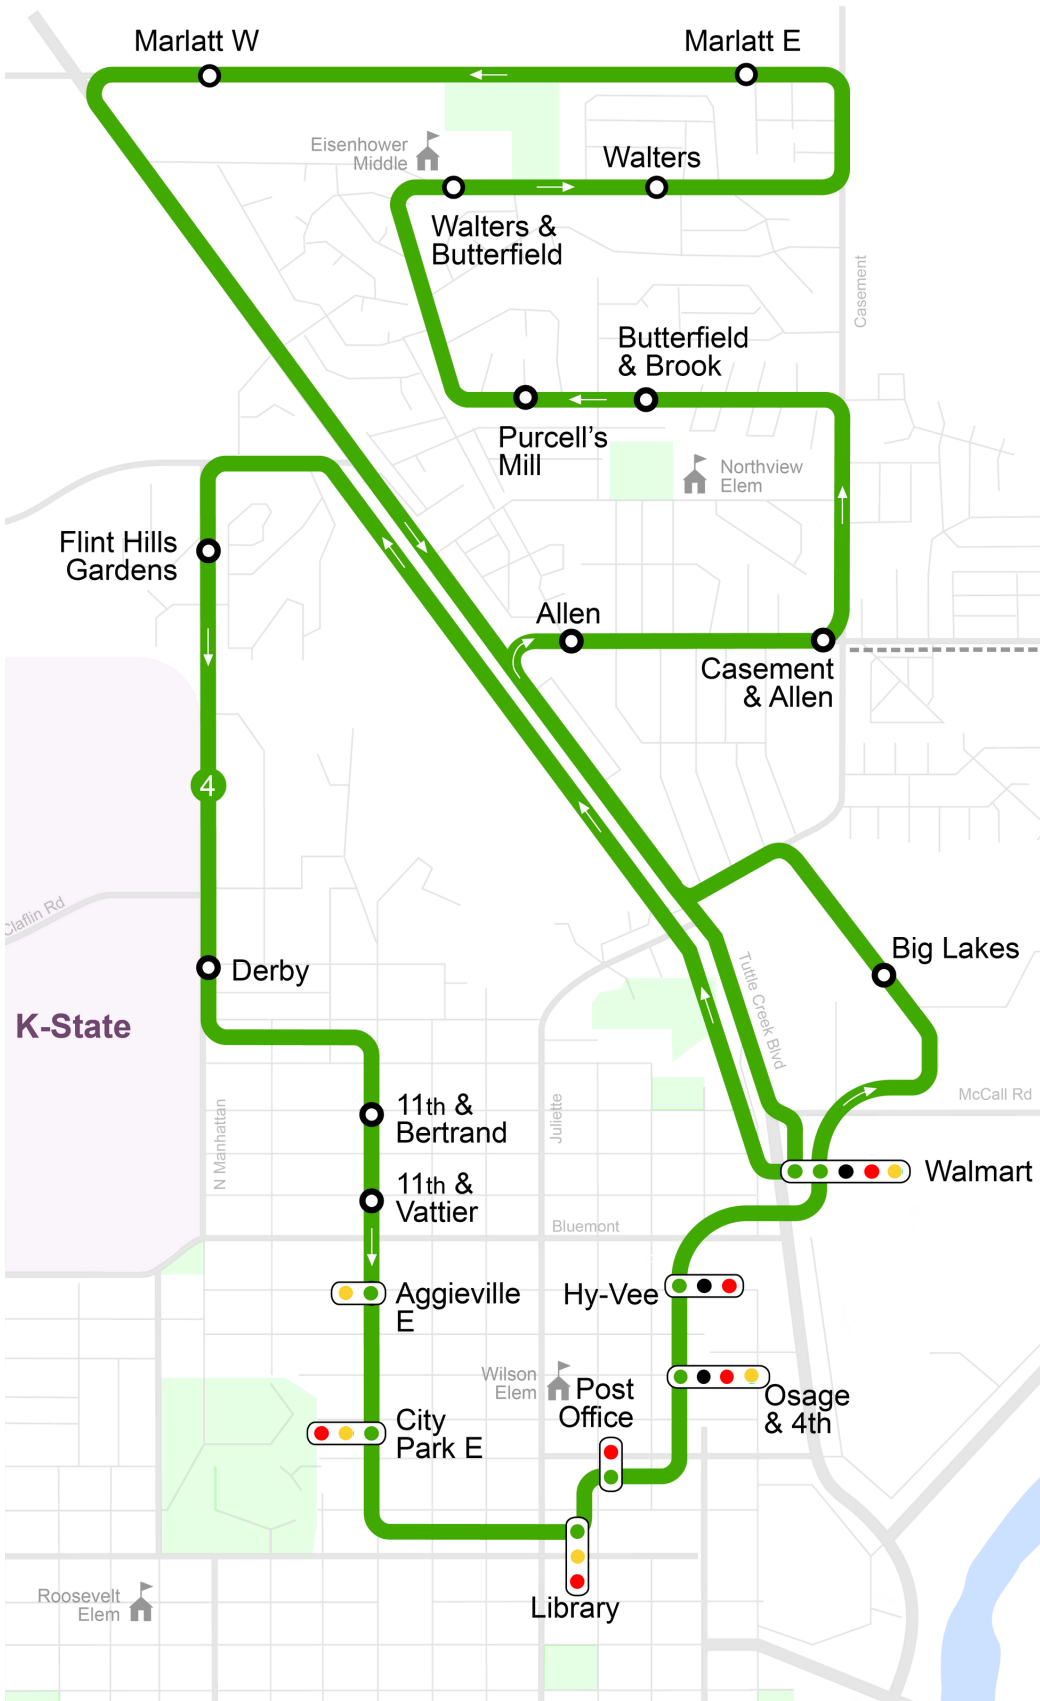 Marlatt W
Marlatt E
Eisenhower
Middle
Walters
Walters &
Butterfield
Casement
Butterfield
& Brook
Purcell's
Mill
Northview
Elem
Flint Hills
Gardens
Allen
Casement
& Allen
4
Claflin Rd
Big Lakes
Derby
Tuttle Creek Blvd
K-State
McCall Rd
11th &
Bertrand
Juliette
N Manhattan
Walmart
11th &
Vattier
Bluemont
Aggieville
E
Hy-Vee
Wilson
Elem
Post
Office
Osage
& 4th
City
Park E
Roosevelt
Elem
Library